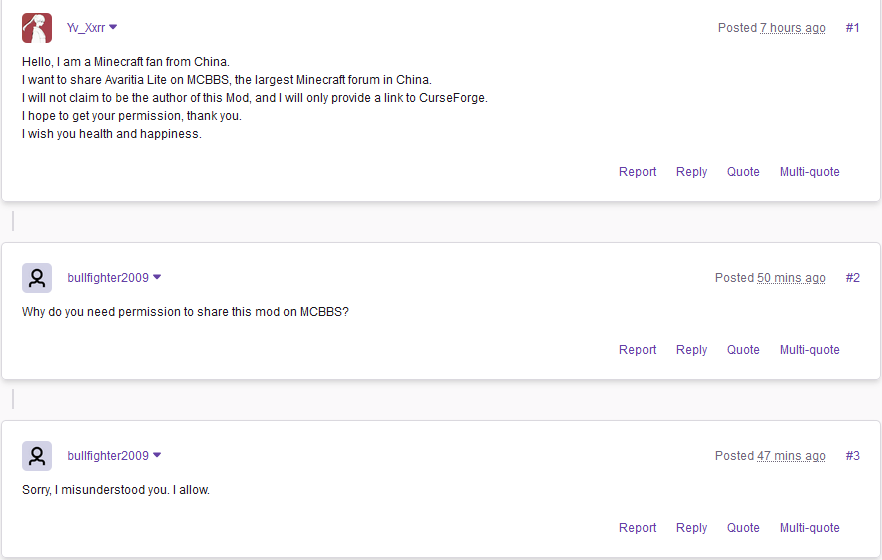 Yv_Xxrr Posted 7 hours ago #1
Hello, I am a Minecraft fan from China.
I want to share Avaritia Lite on MCBBS, the largest Minecraft forum in China.
I will not claim to be the author of this Mod, and I will only provide a link to CurseForge.
I hope to get your permission, thank you.
I wish you health and happiness.
Report Reply Quote Multi-quote
bullfighter2009 Posted 50 mins ago #2
Why do you need permission to share this mod on MCBBS?
Report Reply Quote Multi-quote
bullfighter2009 Posted 47 mins ago #3
Sorry, I misunderstood you. I allow.
Report Reply Quote Multi-quote